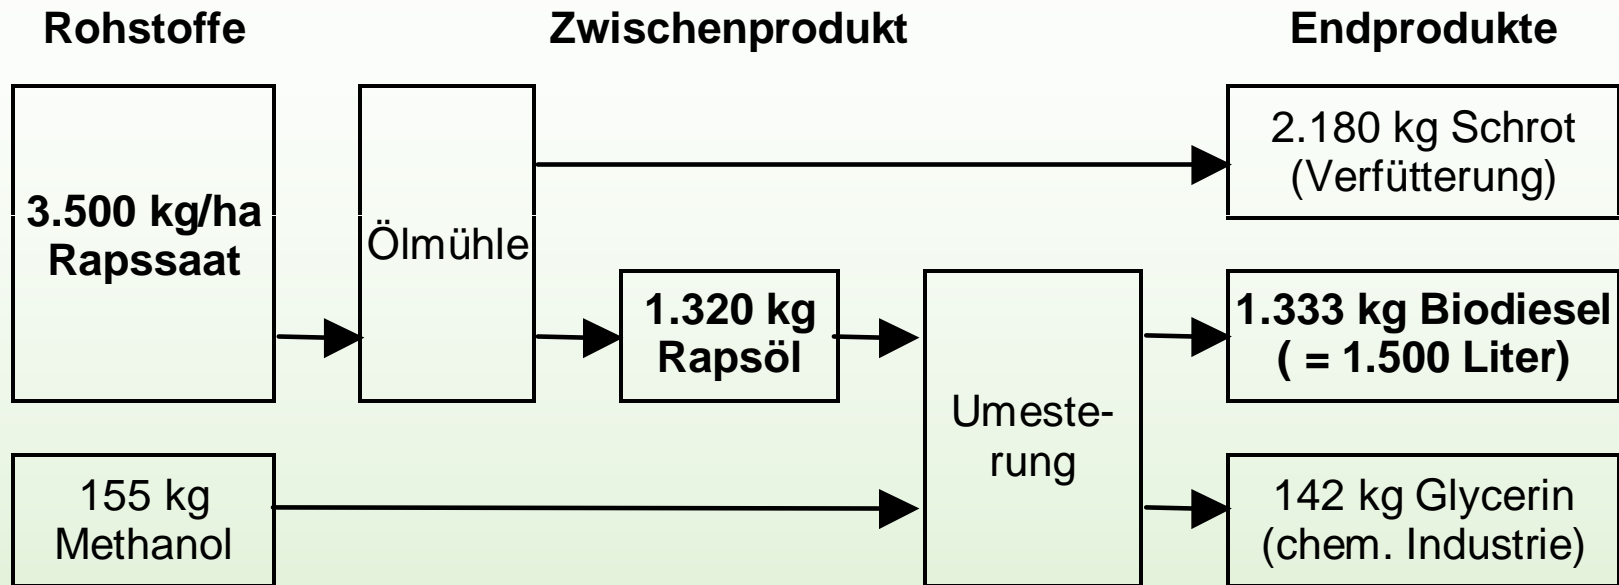 Rohstoffe
Zwischenprodukt
Endprodukte
3.500 kg/ha
Rapssaat
Ölmühle
2.180 kg Schrot
(Verfütterung)
1.320 kg
Rapsöl
1.333 kg Biodiesel
( = 1.500 Liter)
Umeste-
rung
155 kg
Methanol
142 kg Glycerin
(chem. Industrie)